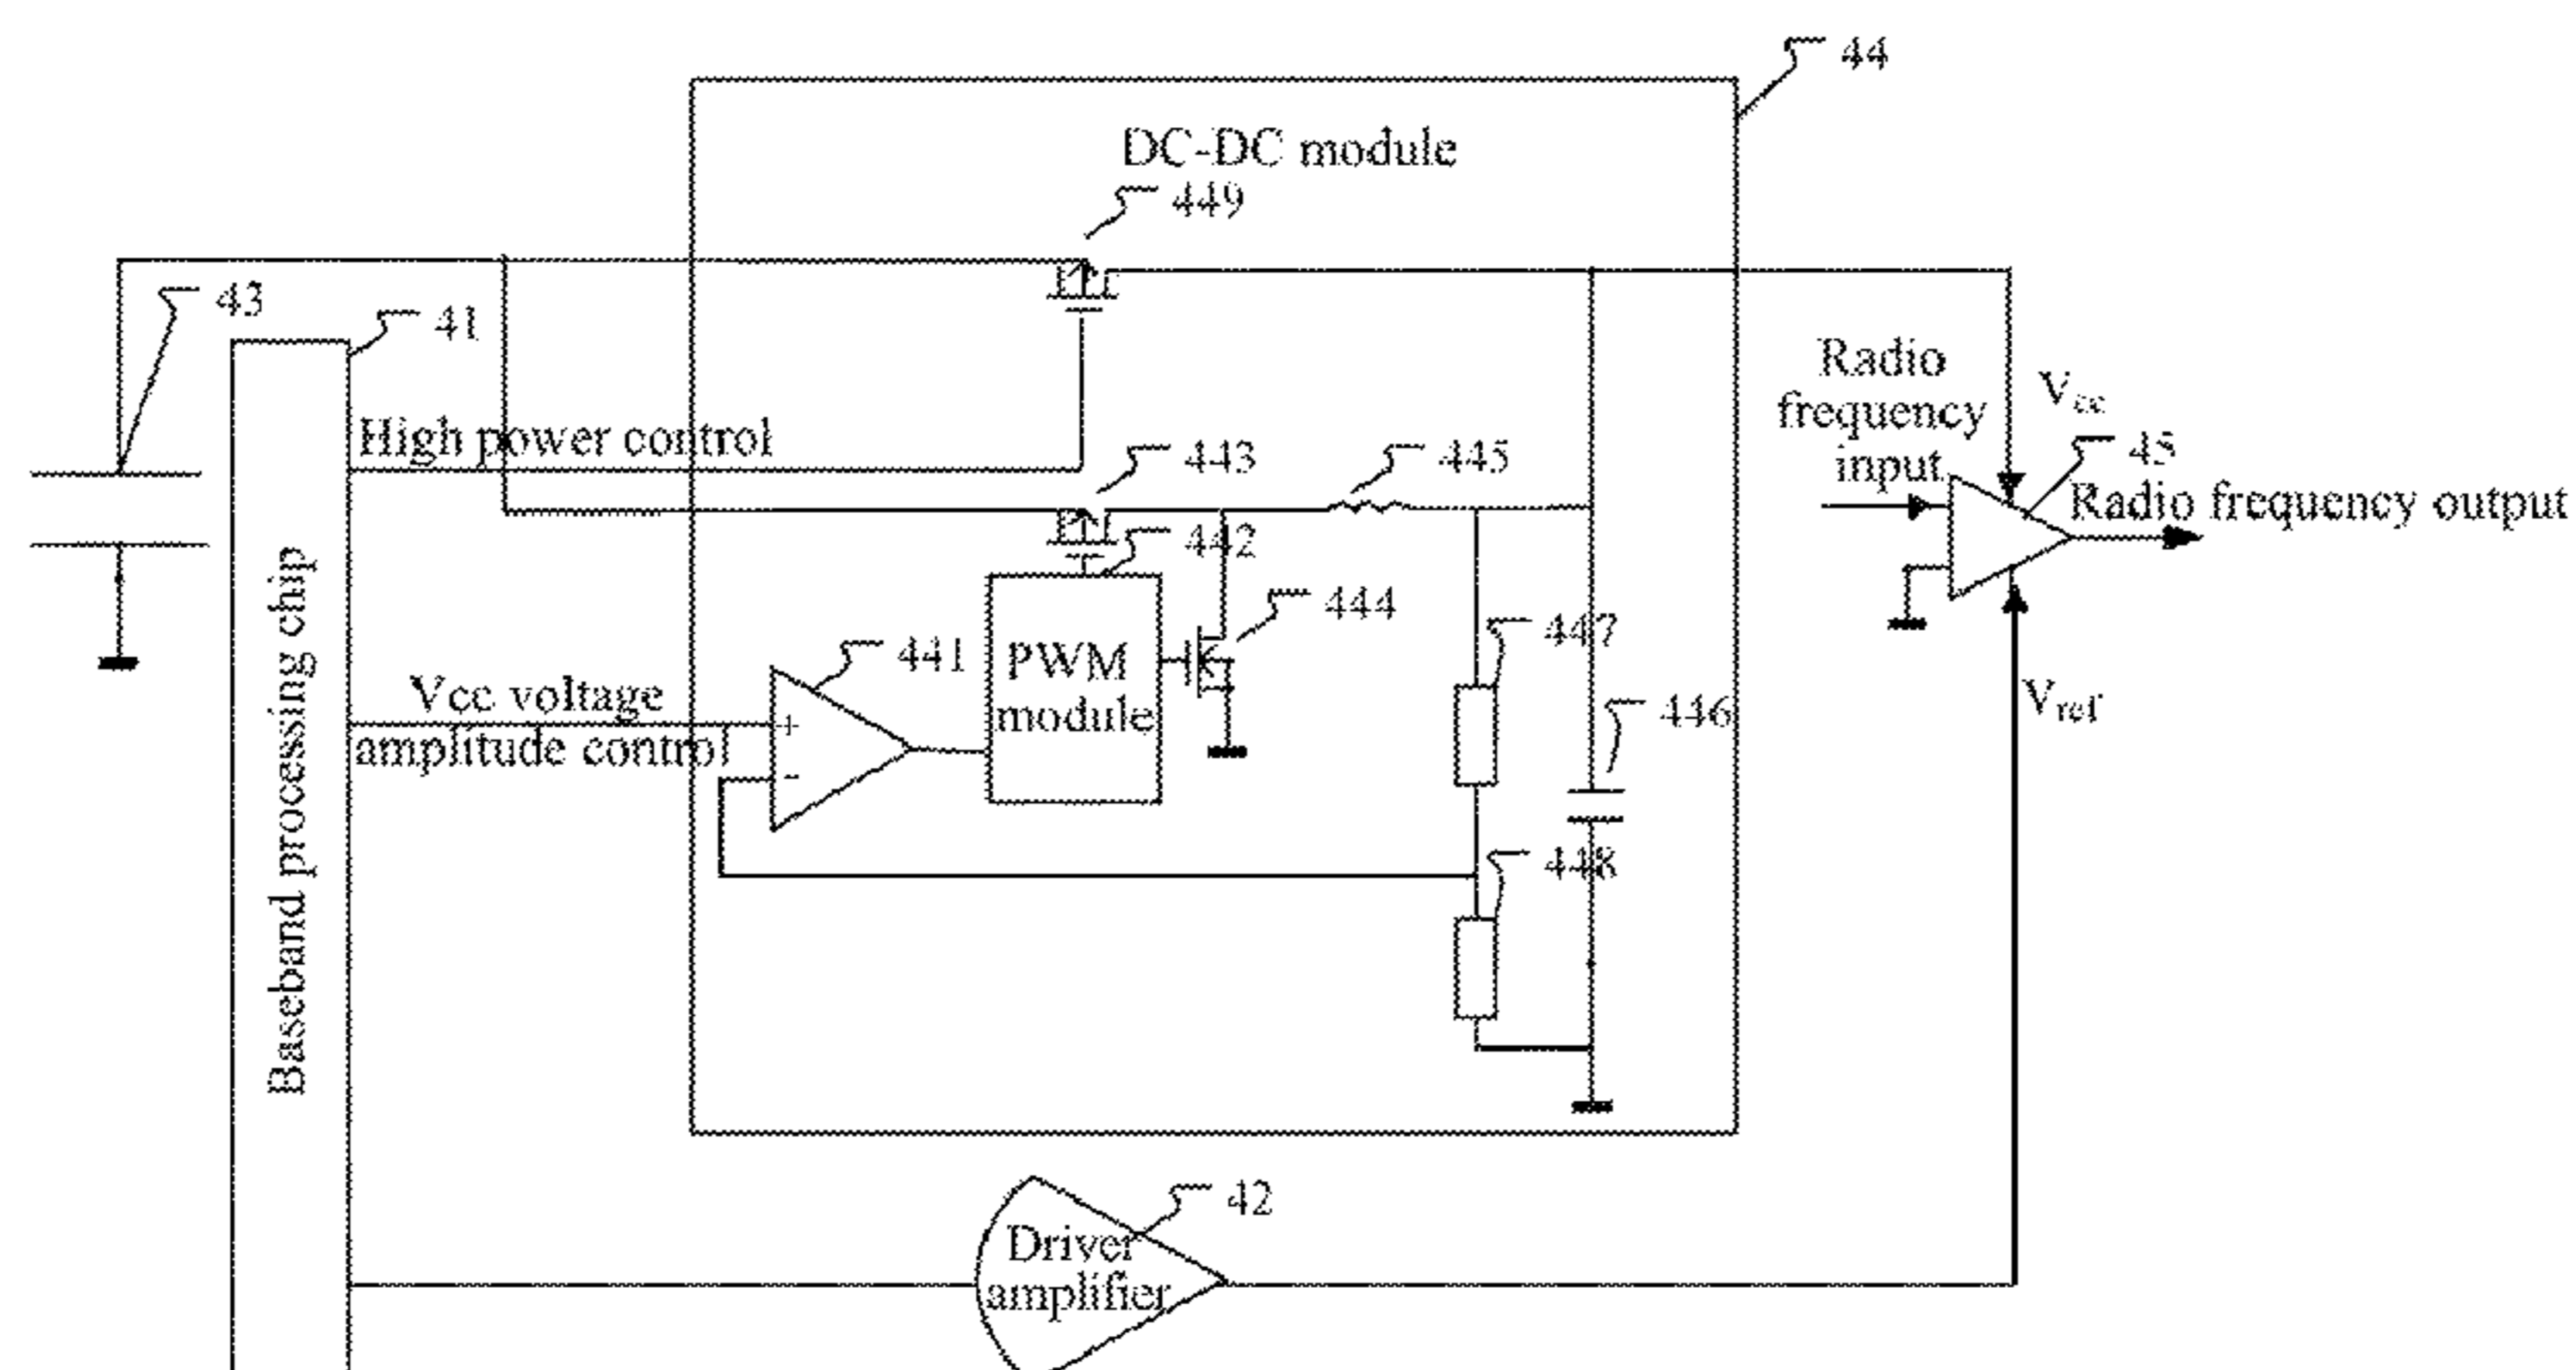 44
DC-DC module
449
43
41
Radio
frequency
input
Vcc
45
High power control
443
445
Radio frequency output
442
444
447
441
PWM
module
Vcc voltage
amplitude control
+
-
446
Vref
448
Baseband processing chip
42
Driver
amplifier